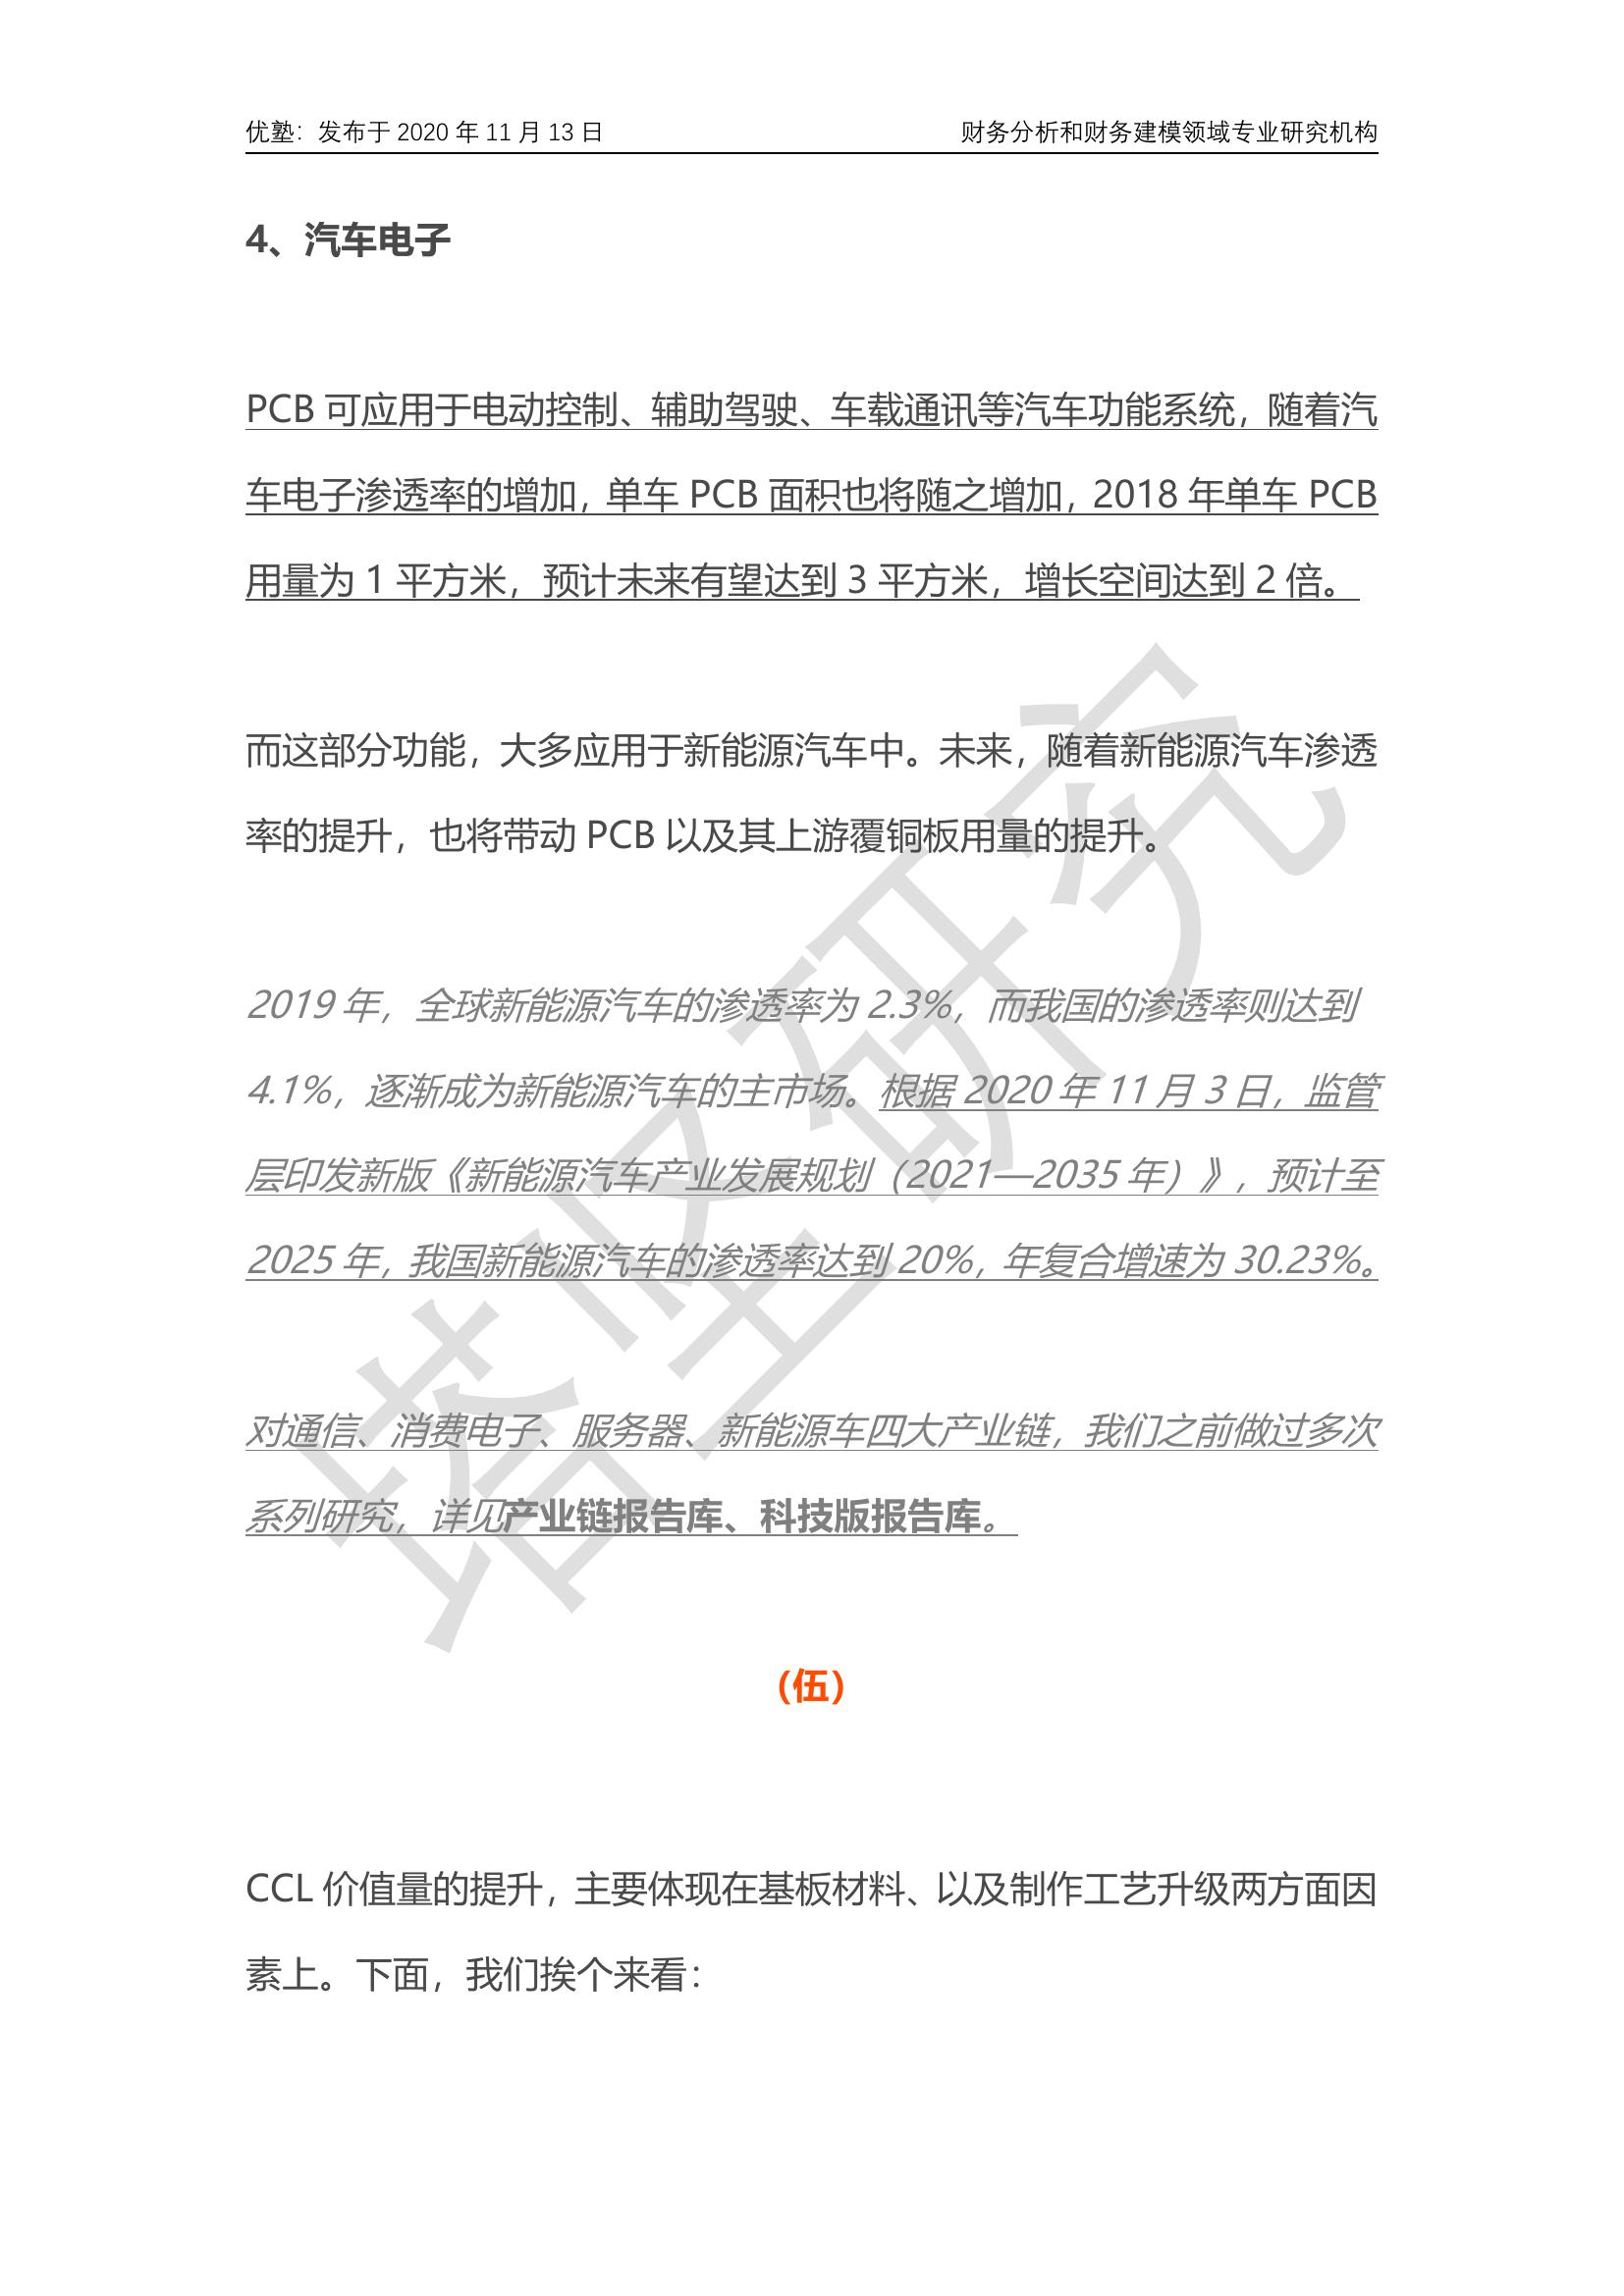 优塾：发布于 2020 年 11 月 13 日 财务分析和财务建模领域专业研究机构
4、汽车电子
PCB 可应用于电动控制、辅助驾驶、车载通讯等汽车功能系统，随着汽
车电子渗透率的增加，单车 PCB 面积也将随之增加，2018 年单车 PCB
用量为 1 平方米，预计未来有望达到 3 平方米，增长空间达到 2 倍。
而这部分功能，大多应用于新能源汽车中。未来，随着新能源汽车渗透
率的提升，也将带动 PCB 以及其上游覆铜板用量的提升。
2019 年，全球新能源汽车的渗透率为 2.3%，而我国的渗透率则达到
4.1%，逐渐成为新能源汽车的主市场。根据 2020 年 11 月 3 日，监管
层印发新版《新能源汽车产业发展规划（2021—2035 年）》，预计至
2025 年，我国新能源汽车的渗透率达到 20%，年复合增速为 30.23%。
对通信、消费电子、服务器、新能源车四大产业链，我们之前做过多次
系列研究，详见产业链报告库、科技版报告库。
（伍）
CCL 价值量的提升，主要体现在基板材料、以及制作工艺升级两方面因
素上。下面，我们挨个来看：
塔坚研究